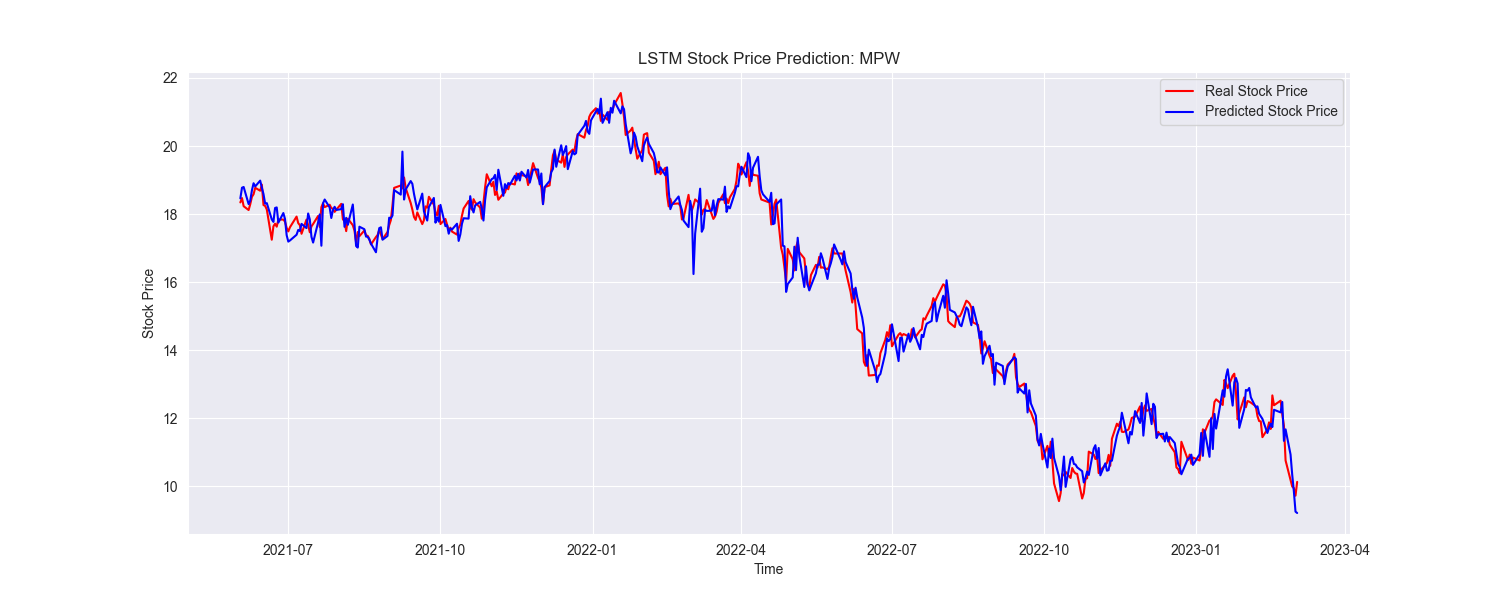 LSTM Stock Price Prediction: MPW
Real Stock Price
Predicted Stock Price
Stock Price
22
20
18
16
14
12
10
2021-07 2021-10 2022-01 2022-04 2022-07 2022-10 2023-01 2023-04
Time